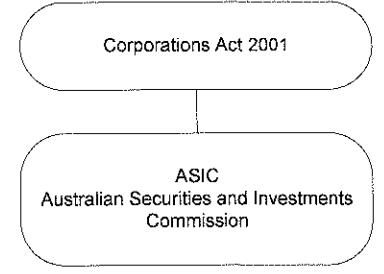 Corporations Act 2001
ASIC
Australian Securities and Investments
Commission